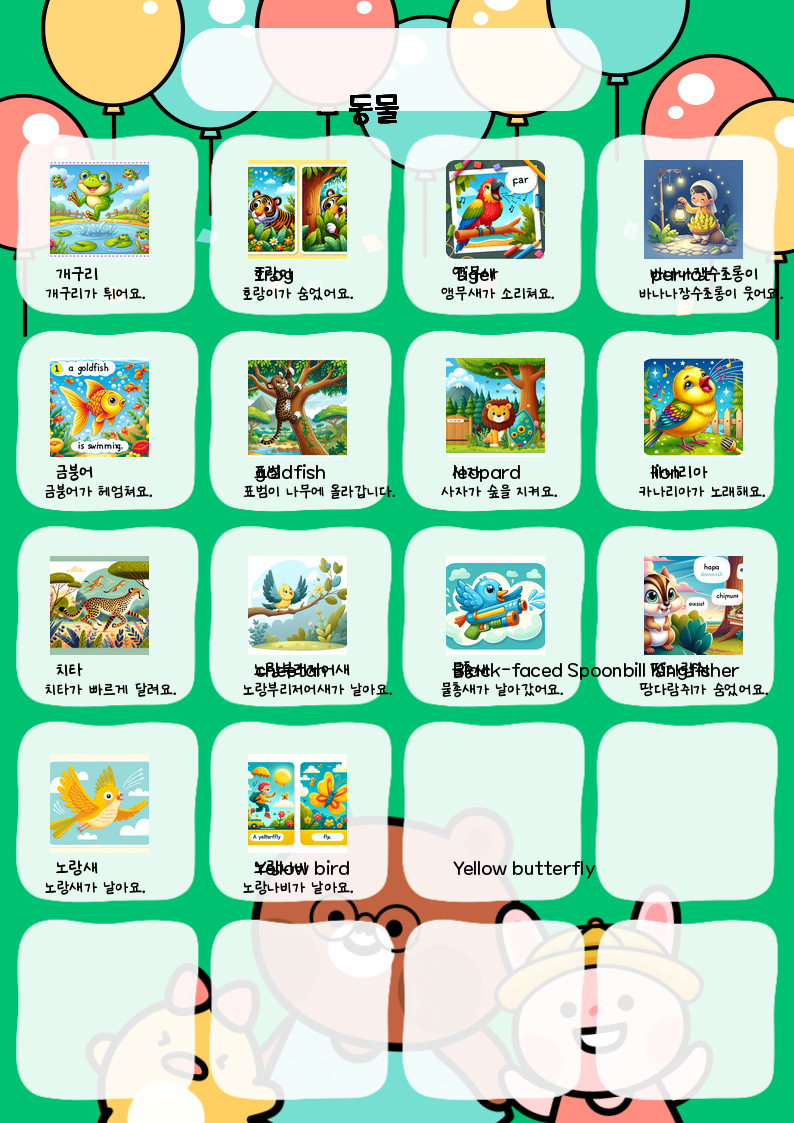 동물
par
개구리
호랑이
frog
앵무새
Tiger
바나나장수초롱이
parrot
개구리가 튀어요.
호랑이가 숨었어요.
앵무새가 소리쳐요.
바나나장수초롱이 웃어요.
1 a goldfish
is swimming.
금붕어
표범
goldfish
사자
leopard
카나리아
lion
금붕어가 헤엄쳐요.
표범이 나무에 올라갑니다.
사자가 숲을 지켜요.
카나리아가 노래해요.
hapa
chipmuni
치타
노랑부리저어새
cheetah
물총새
Black-faced Spoonbill
땅다람쥐
Kingfisher
치타가 빠르게 달려요.
노랑부리저어새가 날아요.
물총새가 날아갔어요.
땅다람쥐가 숨었어요.
fly.
노랑새
노랑나비
Yellow bird
Yellow butterfly
노랑새가 날아요.
노랑나비가 날아요.